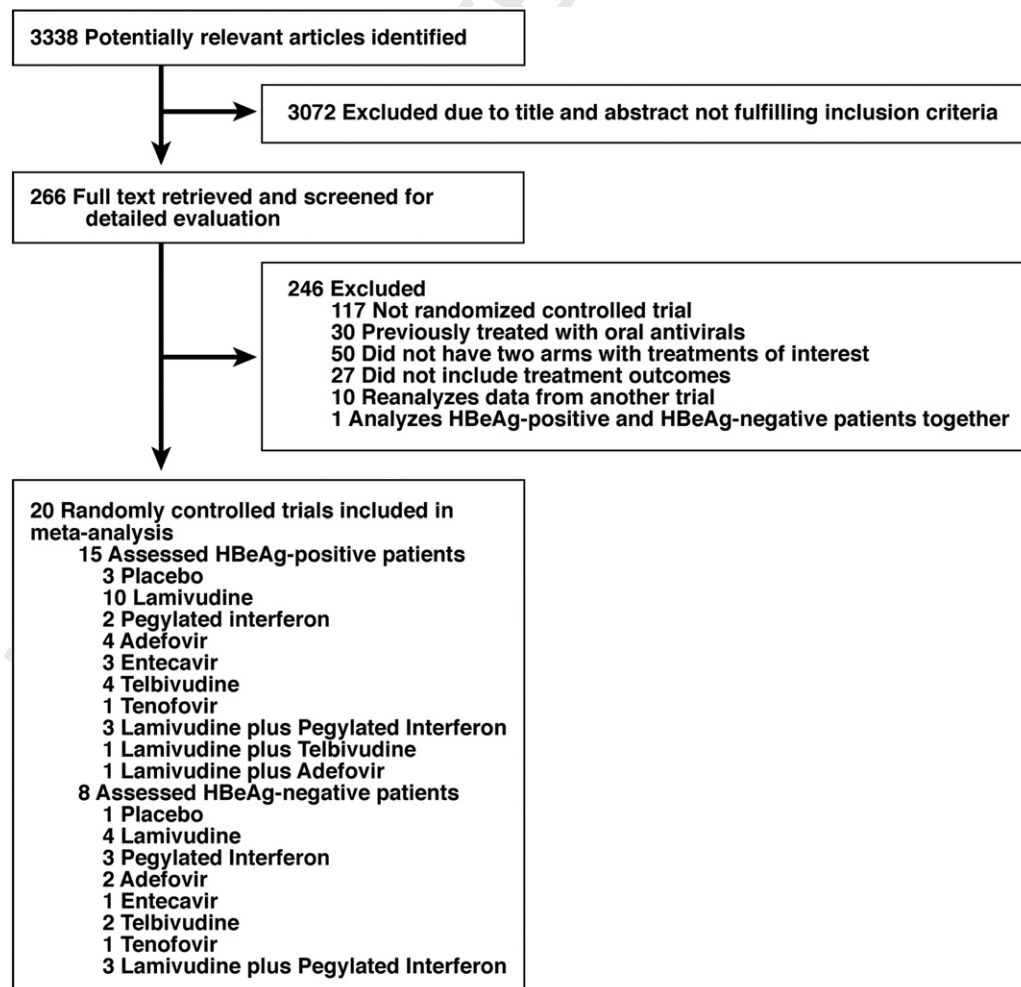 3338 Potentially relevant articles identified
3072 Excluded due to title and abstract not fulfilling inclusion criteria
266 Full text retrieved and screened for
detailed evaluation
246 Excluded
117 Not randomized controlled trial
30 Previously treated with oral antivirals
50 Did not have two arms with treatments of interest
27 Did not include treatment outcomes
10 Reanalyzes data from another trial
1 Analyzes HBeAg-positive and HBeAg-negative patients together
20 Randomly controlled trials included in
meta-analysis
15 Assessed HBeAg-positive patients
3 Placebo
10 Lamivudine
2 Pegylated interferon
4 Adefovir
3 Entecavir
4 Telbivudine
1 Tenofovir
3 Lamivudine plus Pegylated Interferon
1 Lamivudine plus Telbivudine
1 Lamivudine plus Adefovir
8 Assessed HBeAg-negative patients
1 Placebo
4 Lamivudine
3 Pegylated Interferon
2 Adefovir
1 Entecavir
2 Telbivudine
1 Tenofovir
3 Lamivudine plus Pegylated Interferon